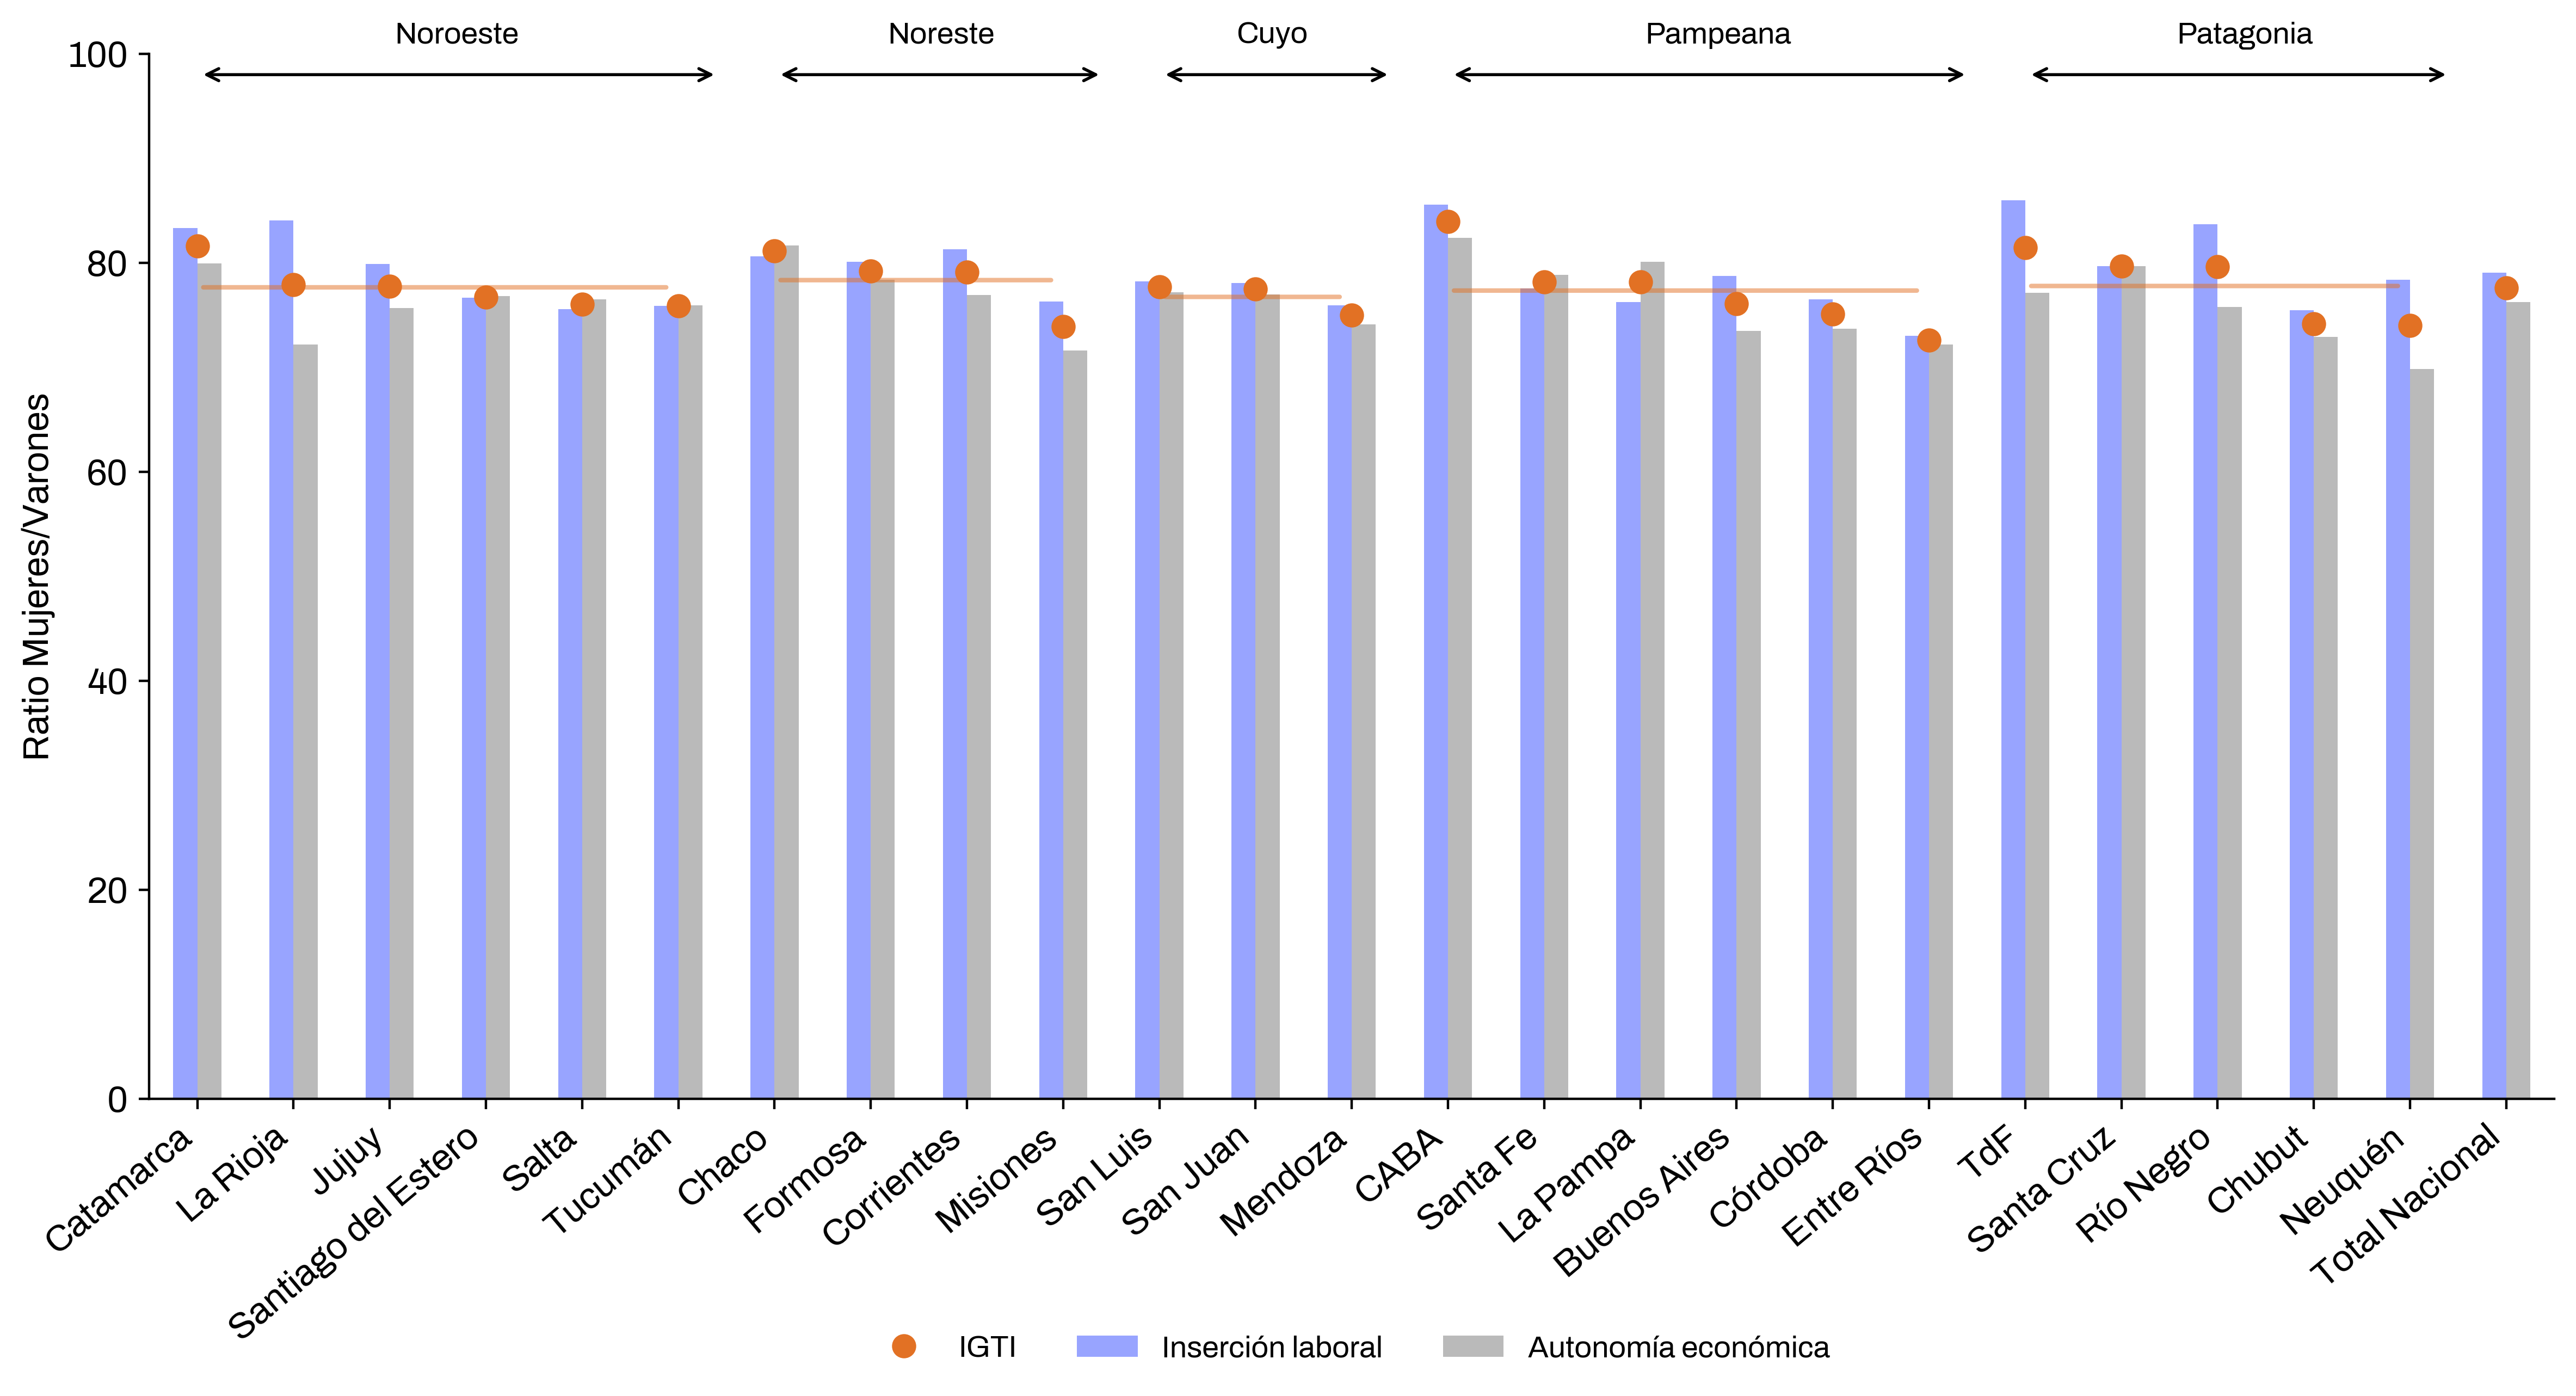 Noroeste
Noreste
Cuyo
Pampeana
Patagonia
100
80
60
40
20
0
Ratio Mujeres/Varones
Catamarca
La Rioja
Jujuy
Santiago del Estero
Salta
Tucumán
Chaco
Formosa
Corrientes
Misiones
San Luis
San Juan
Mendoza
CABA
Santa Fe
La Pampa
Buenos Aires
Córdoba
Entre Ríos
TdF
Santa Cruz
Río Negro
Chubut
Neuquén
Total Nacional
IGTI
Inserción laboral
Autonomía económica